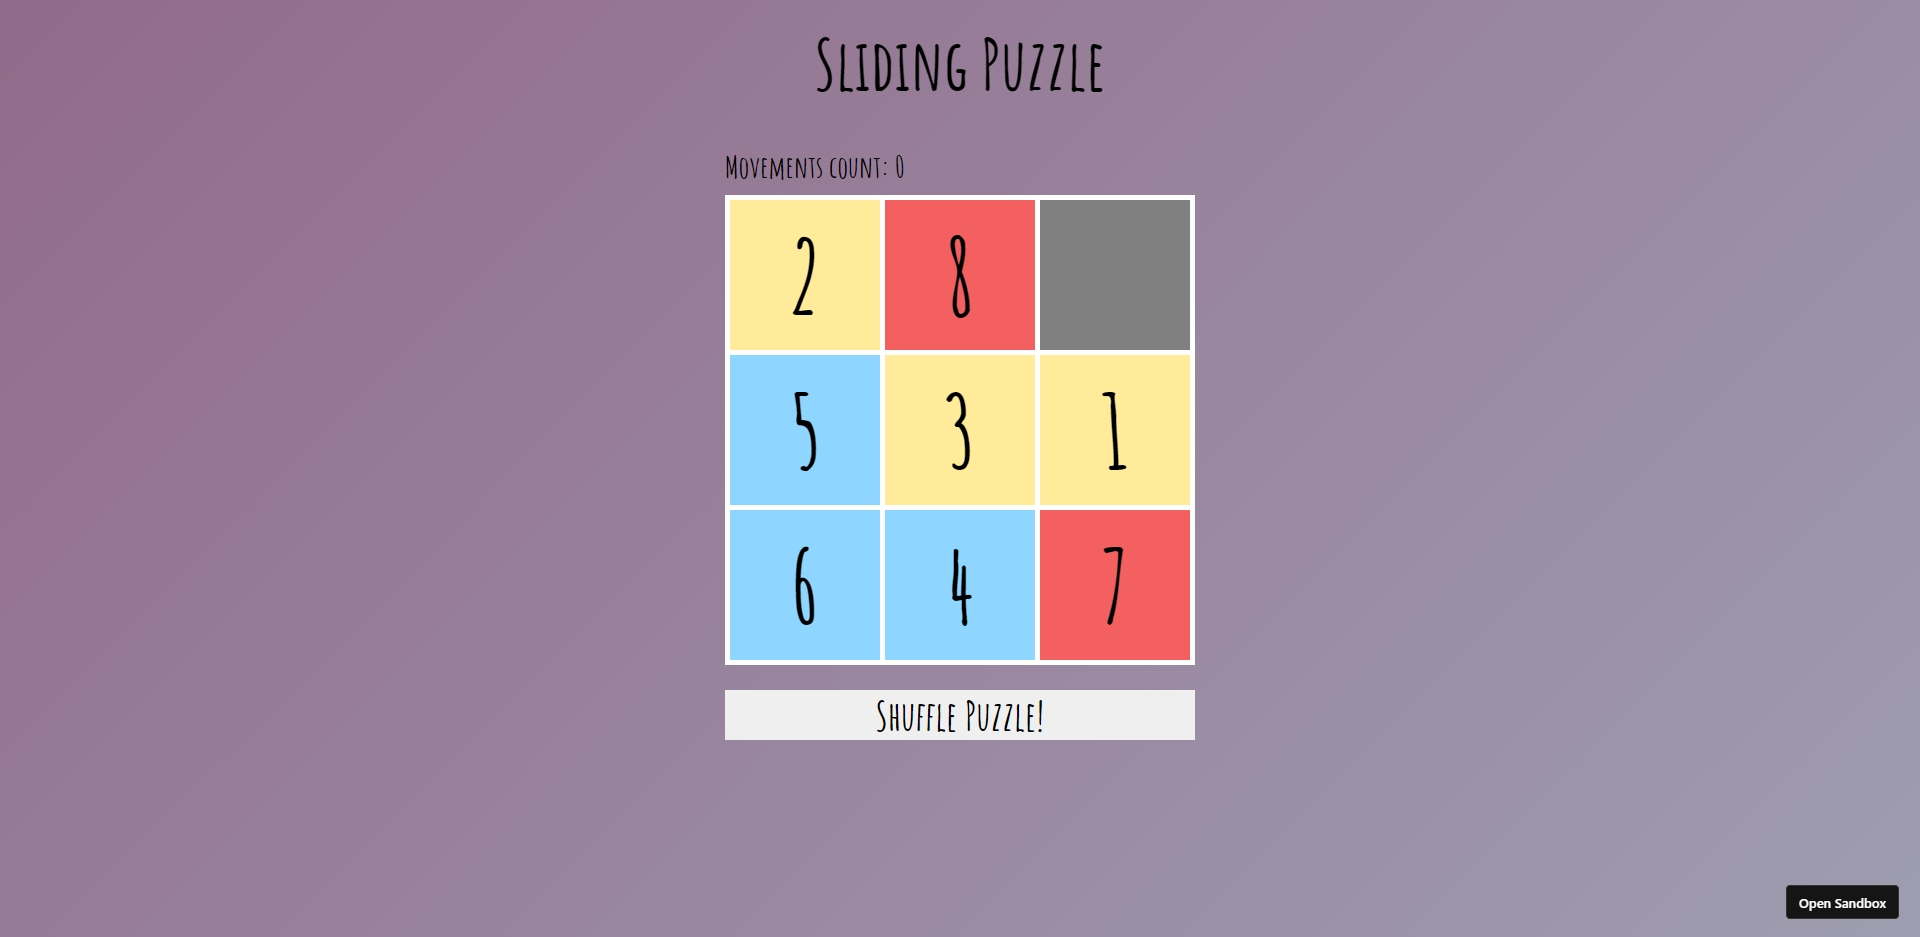 Sliding Puzzle
Movements count: 0
2 8
5 3 1
6 4 7
Shuffle Puzzle!
Open Sandbox